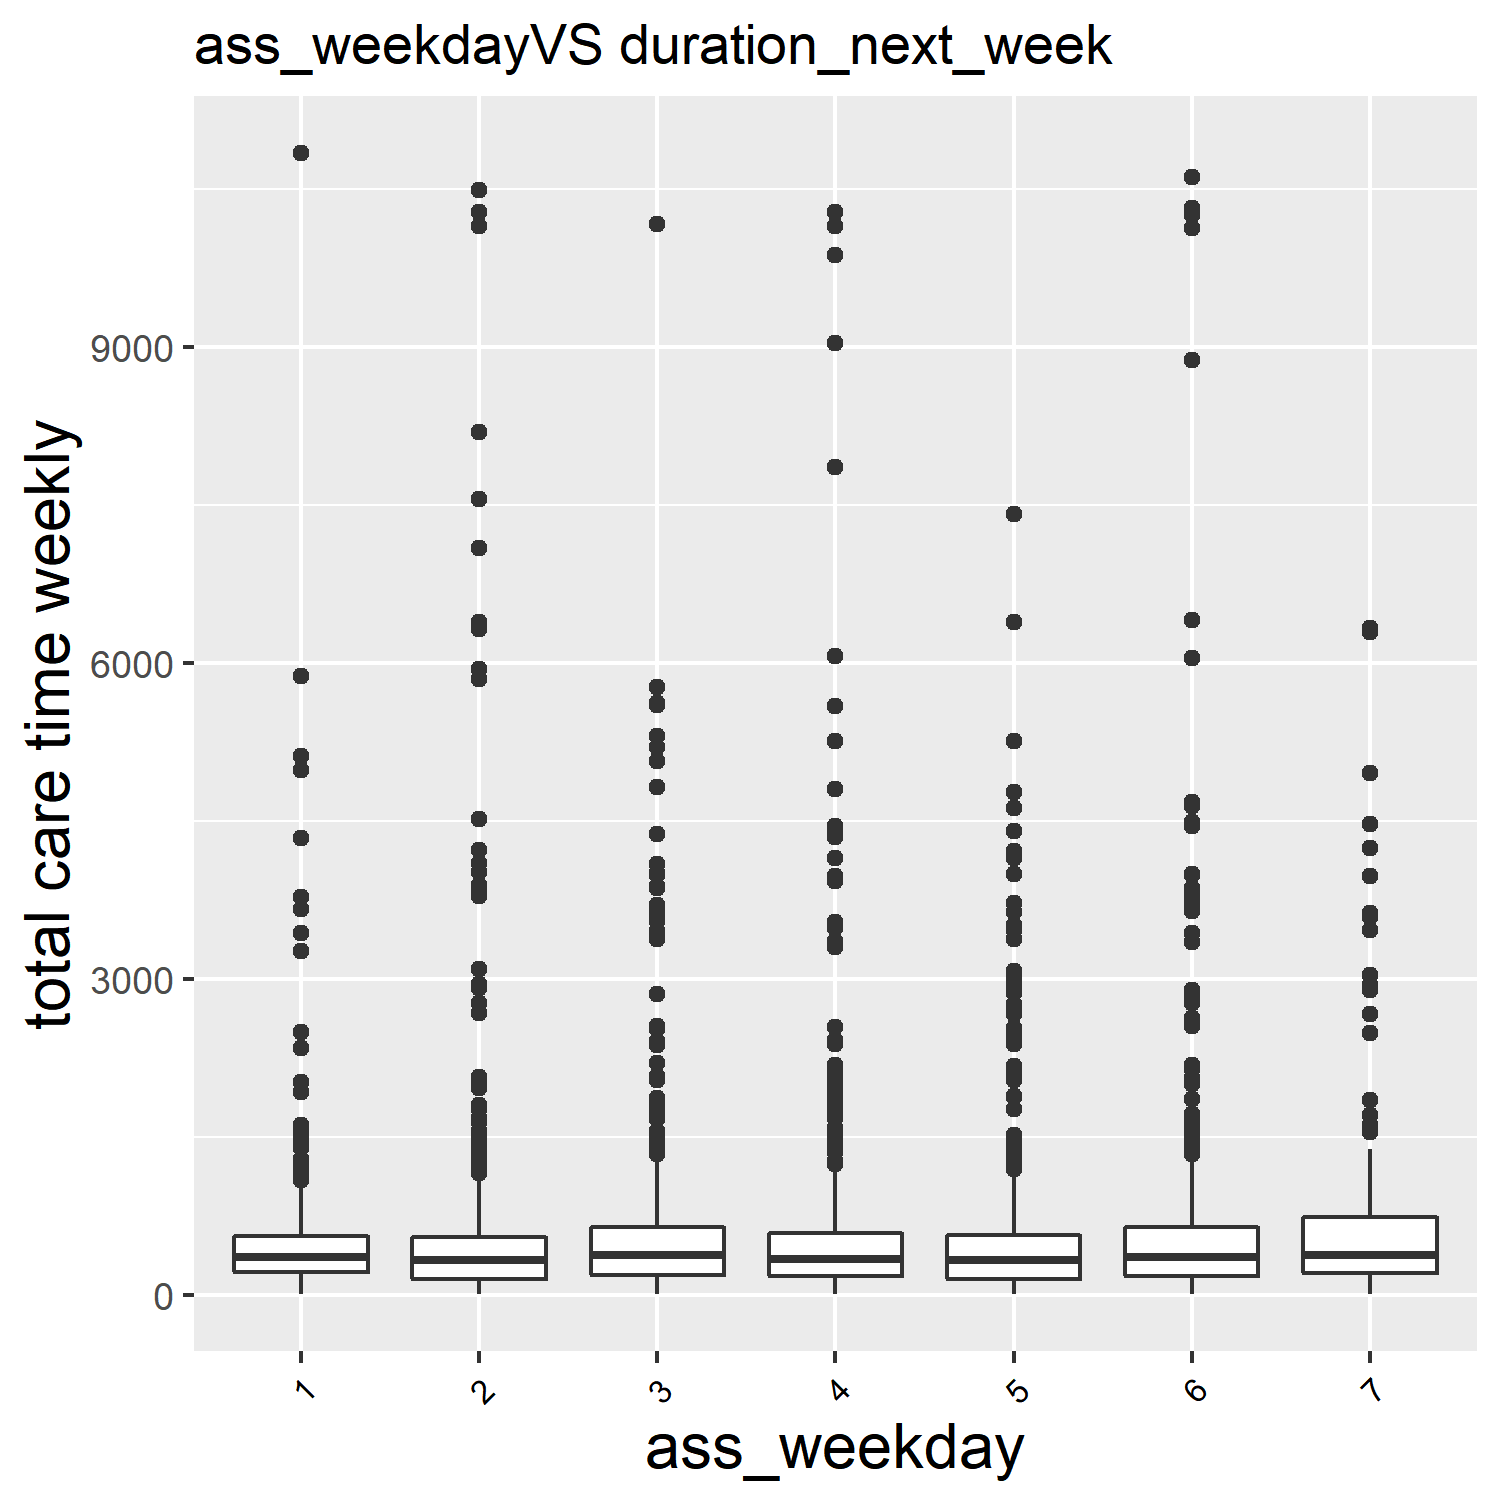 ass_weekdayVS duration_next_week
total care time weekly
9000
6000
3000
0
1 2 3 4 5 6 7
ass_weekday